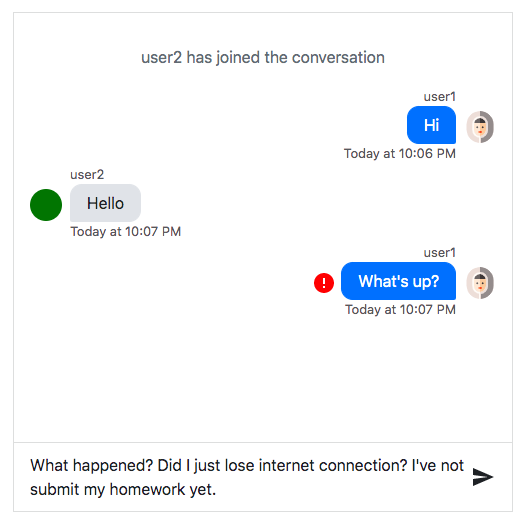 user2 has joined the conversation
user1
Hi
Today at 10:06 PM
user2
Hello
Today at 10:07 PM
user1
What's up?
Today at 10:07 PM
What happened? Did I just lose internet connection? I've not
submit my homework yet.